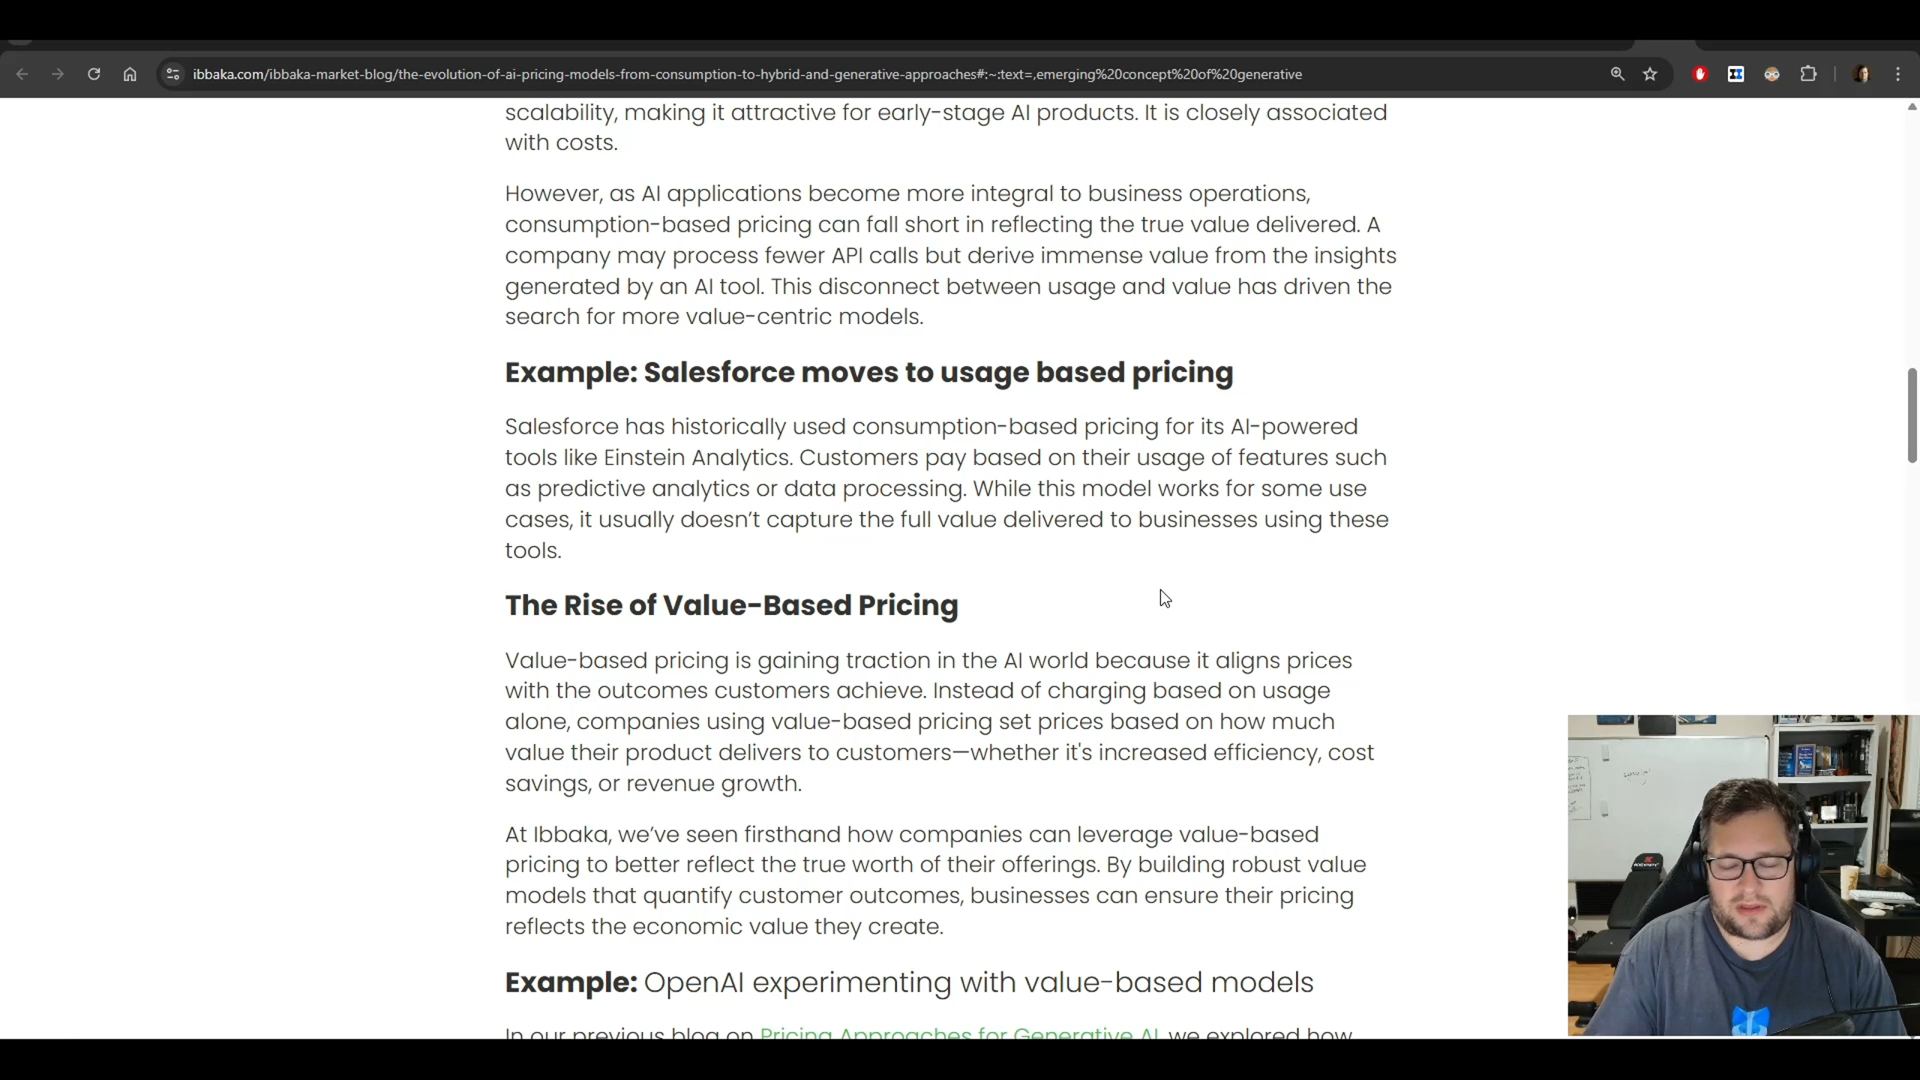 ibbaka.com/ibbaka-market-blog/the-evolution-of-ai-pricing-models-from-consumption-to-hybrid-and-generative-approaches#:~:text=,emerging%20concept%20of%20generative
scalability, making it attractive for early-stage AI products. It is closely associated
with costs.
However, as AI applications become more integral to business operations,
consumption-based pricing can fall short in reflecting the true value delivered. A
company may process fewer API calls but derive immense value from the insights
generated by an AI tool. This disconnect between usage and value has driven the
search for more value-centric models.
Example: Salesforce moves to usage based pricing
Salesforce has historically used consumption-based pricing for its AI-powered
tools like Einstein Analytics. Customers pay based on their usage of features such
as predictive analytics or data processing. While this model works for some use
cases, it usually doesn’t capture the full value delivered to businesses using these
tools.
The Rise of Value-Based Pricing
Value-based pricing is gaining traction in the AI world because it aligns prices
with the outcomes customers achieve. Instead of charging based on usage
alone, companies using value-based pricing set prices based on how much
value their product delivers to customers—whether it's increased efficiency, cost
savings, or revenue growth.
At Ibbaka, we’ve seen firsthand how companies can leverage value-based
pricing to better reflect the true worth of their offerings. By building robust value
models that quantify customer outcomes, businesses can ensure their pricing
reflects the economic value they create.
Example: OpenAI experimenting with value-based models
In our previous blog on Pricing Approaches for Generative AI, we explored how